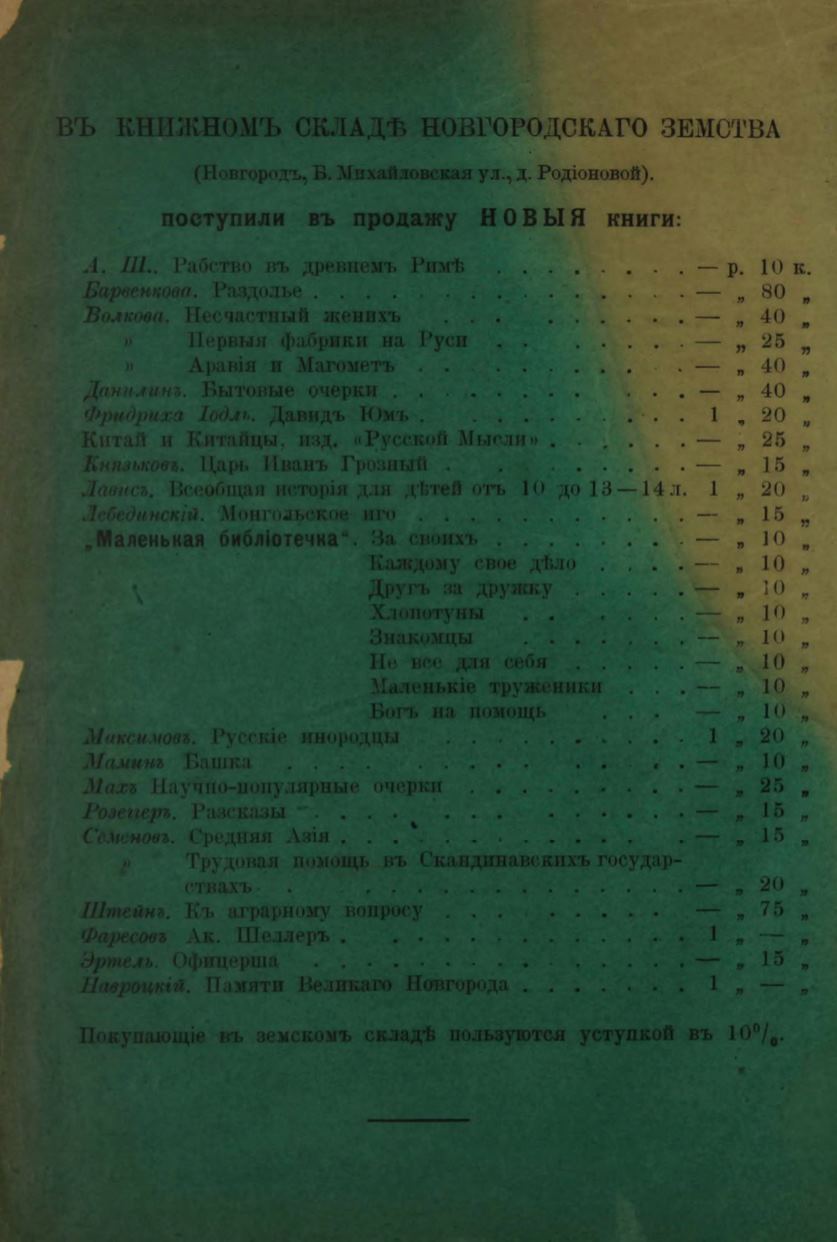 ВЪ КНИЖНОМЪ СКЛАДѢ НОВГОРОДСКАГО ЗЕМСТВА
(Новгородъ, Б. Михайловская ул., д. Родіоновой).
поступили въ продажу НОВЫЯ книги:
А. Ш.. Рабство въ древнемъ Римѣ . . . . . . . . — р. 10 к.
Барвенкова. Раздолье . . . . . . . . . . . . . . — „ 80 „
Волкова. Несчастный женихъ . . . . . . . . . — „ 40 „
» Первыя фабрики на Руси . . . . . . . . — „ 25 „
» Аравія и Магометъ . . . . . . . . . . — „ 40 „
Данилинъ. Бытовые очерки . . . . . . . . . . . — „ 40 „
Фридриха Іодль. Давидъ Юмъ . . . . . . . . . . 1 „ 20 „
Китай и Китайцы, изд. «Русской Мысли» . . . . . . — „ 25 „
Князьковъ. Царь Иванъ Грозный . . . . . . . . . — „ 15 „
Лависъ. Всеобщая исторія для дѣтей отъ 10 до 13—14 л. 1 „ 20 „
Лебединскій. Монгольское иго . . . . . . . . . . — „ 15 „
„Маленькая библіотечка“. За своихъ . . . . . . . . — „ 10 „
Каждому свое дѣло . . . . — „ 10 „
Другъ за дружку . . . . . — „ 10 „
Хлопотуны . . . . . . — „ 10 „
Знакомцы . . . . . . . — „ 10 „
Не все для себя . . . . . — „ 10 „
Маленькіе труженики . . . — „ 10 „
Богъ на помощь . . . — „ 10 „
Максимовъ. Русскіе инородцы . . . . . . . . . . 1 „ 20 „
Маминъ Башка . . . . . . . . . . . . . . — „ 10 „
Махъ Научно-популярные очерки . . . . . . . . . — „ 25 „
Розеггеръ. Разсказы . . . . . . . . . . . . . — „ 15 „
Семеновъ. Средняя Азія . . . . . . . . . . . . . — „ 15 „
„ Трудовая помощь въ Скандинавскихъ государ-
ствахъ . . . . . . . . . . . . . . — „ 20 „
Штейнъ. Къ аграрному вопросу . . . . . . . . . — „ 75 „
Фаресовъ Ак. Шеллеръ . . . . . . . . . . . . . 1 „ — „
Эртель. Офицерша . . . . . . . . . . . . . — „ 15 „
Навроцкій. Памяти Великаго Новгорода . . . . . . . 1 „ — „
Покупающіе въ земскомъ складѣ пользуются уступкой въ 10%.